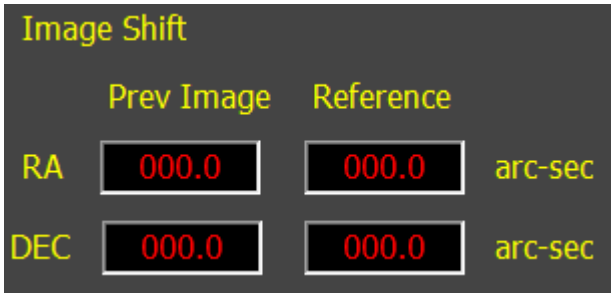 Image Shift
Prev Image Reference
RA 000.0 000.0 arc-sec
DEC 000.0 000.0 arc-sec